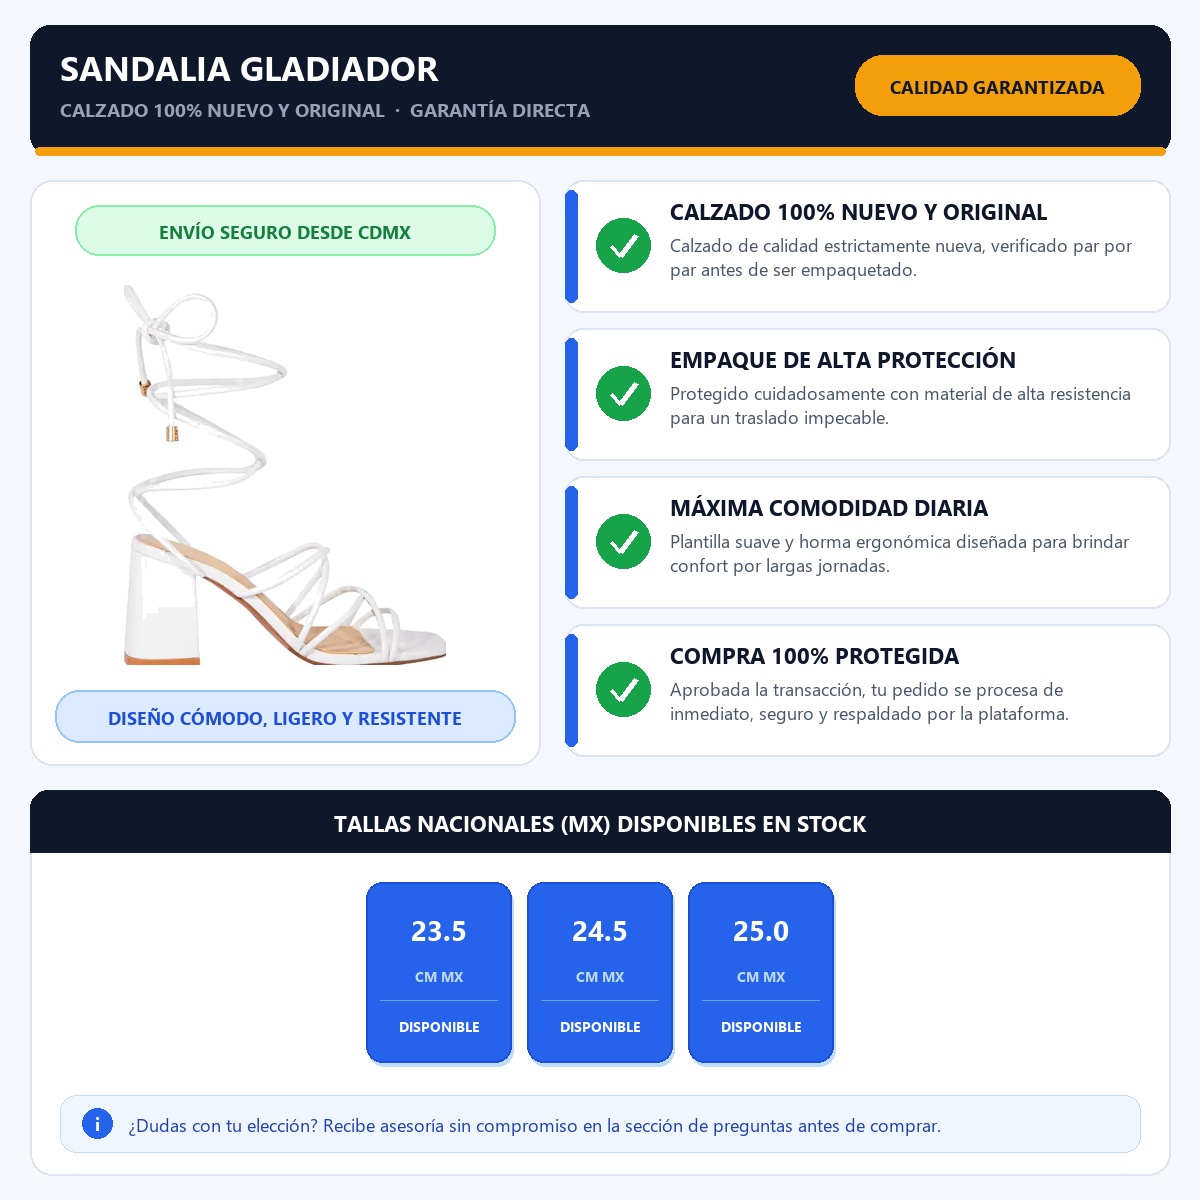 SANDALIA GLADIADOR
CALZADO 100% NUEVO Y ORIGINAL · GARANTÍA DIRECTA
CALIDAD GARANTIZADA
ENVÍO SEGURO DESDE CDMX
DISEÑO CÓMODO, LIGERO Y RESISTENTE
CALZADO 100% NUEVO Y ORIGINAL
Calzado de calidad estrictamente nueva, verificado par por
par antes de ser empaquetado.
EMPAQUE DE ALTA PROTECCIÓN
Protegido cuidadosamente con material de alta resistencia
para un traslado impecable.
MÁXIMA COMODIDAD DIARIA
Plantilla suave y horma ergonómica diseñada para brindar
confort por largas jornadas.
COMPRA 100% PROTEGIDA
Aprobada la transacción, tu pedido se procesa de
inmediato, seguro y respaldado por la plataforma.
TALLAS NACIONALES (MX) DISPONIBLES EN STOCK
23.5
CM MX
DISPONIBLE
24.5
CM MX
DISPONIBLE
25.0
CM MX
DISPONIBLE
i
¿Dudas con tu elección? Recibe asesoría sin compromiso en la sección de preguntas antes de comprar.